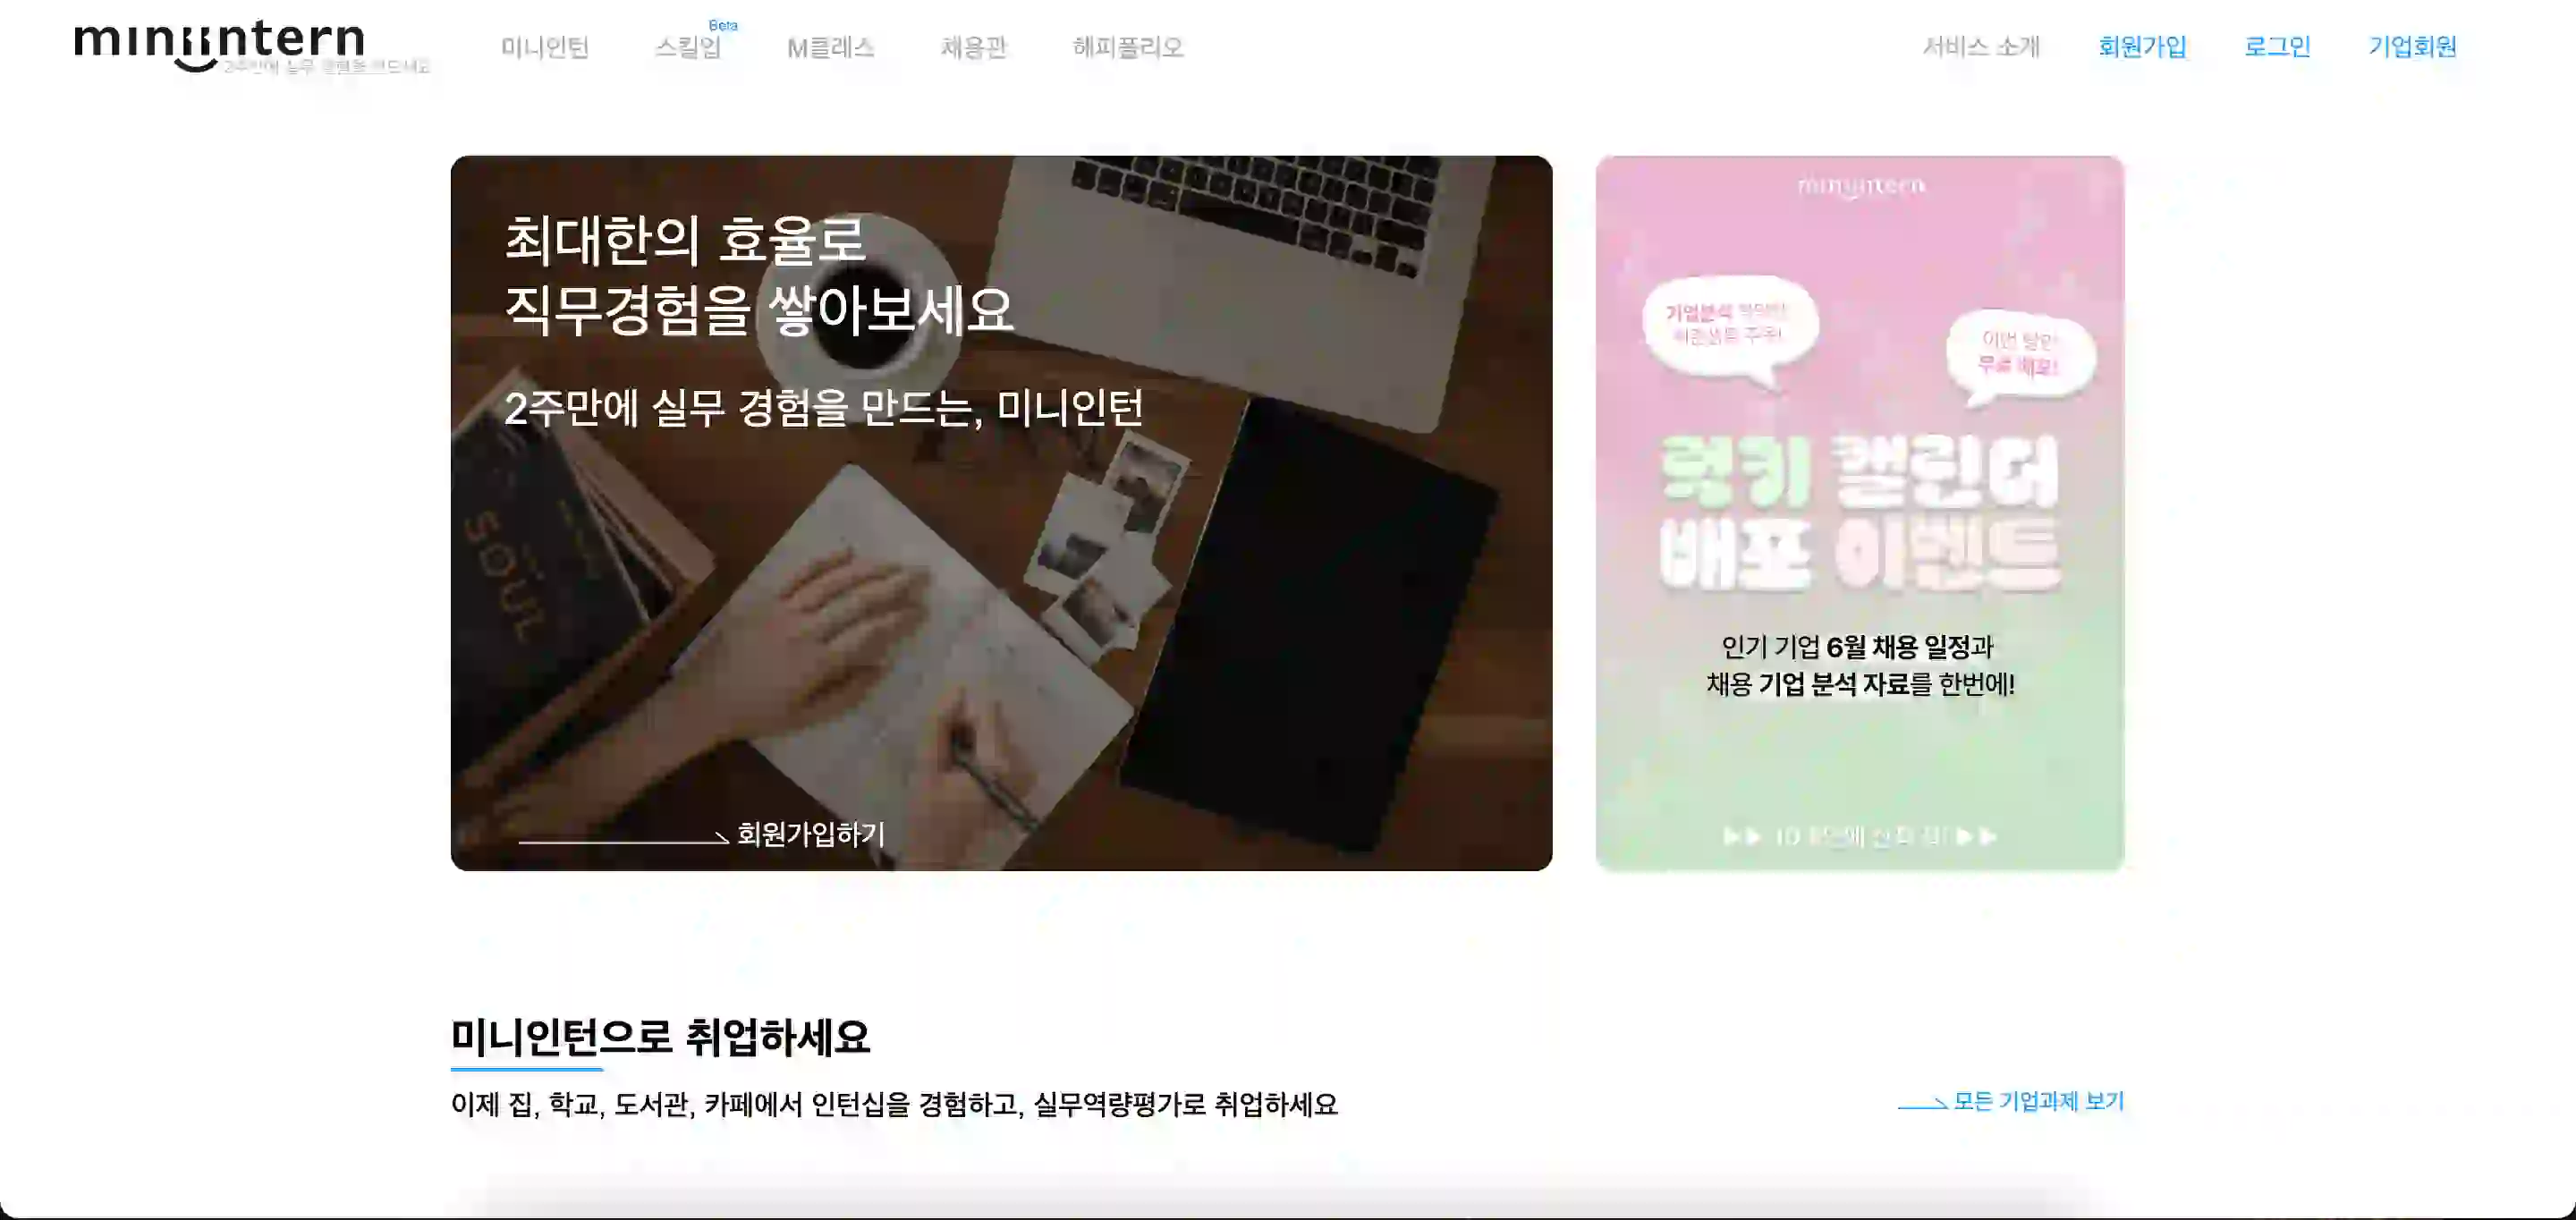 miniintern
2주만에 실무 경험을 만드세요
미니인턴
스킬업
Beta
M클래스
채용관
해피폴리오
서비스 소개
회원가입
로그인
기업회원
최대한의 효율로
직무경험을 쌓아보세요
2주만에 실무 경험을 만드는, 미니인턴
SOUL
회원가입하기
miniintern
기업분석
이번 달만
무료 배포!
럭키 캘린더
배포 이벤트
인기 기업 6월 채용 일정과
채용 기업 분석 자료를 한번에!
미니인턴으로 취업하세요
이제 집, 학교, 도서관, 카페에서 인턴십을 경험하고, 실무역량평가로 취업하세요
모든 기업과제 보기